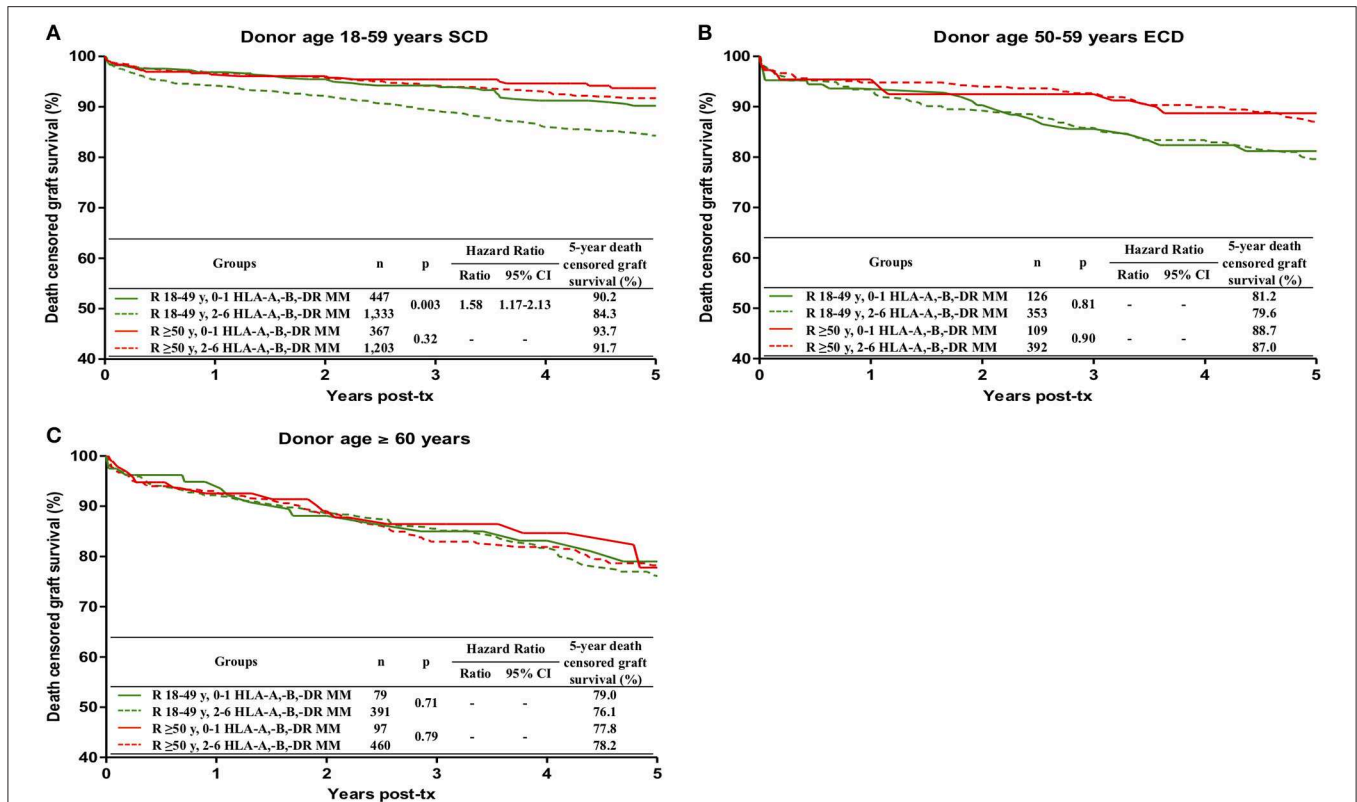 A
Donor age 18-59 years SCD
Death censored graft survival (%)
100
90
80
70
60
50
40
Groups n p Hazard Ratio 5-year death censored graft survival (%)
Ratio 95% CI
R 18-49 y, 0-1 HLA-A,-B,-DR MM 447 0.003 1.58 1.17-2.13 90.2
R 18-49 y, 2-6 HLA-A,-B,-DR MM 1,333 84.3
R ≥50 y, 0-1 HLA-A,-B,-DR MM 367 0.32 - - 93.7
R ≥50 y, 2-6 HLA-A,-B,-DR MM 1,203 91.7
0 1 2 3 4 5
Years post-tx
B
Donor age 50-59 years ECD
Death censored graft survival (%)
100
90
80
70
60
50
40
Groups n p Hazard Ratio 5-year death censored graft survival (%)
Ratio 95% CI
R 18-49 y, 0-1 HLA-A,-B,-DR MM 126 0.81 - - 81.2
R 18-49 y, 2-6 HLA-A,-B,-DR MM 353 79.6
R ≥50 y, 0-1 HLA-A,-B,-DR MM 109 0.90 - - 88.7
R ≥50 y, 2-6 HLA-A,-B,-DR MM 392 87.0
0 1 2 3 4 5
Years post-tx
C
Donor age ≥ 60 years
Death censored graft survival (%)
100
90
80
70
60
50
40
Groups n p Hazard Ratio 5-year death censored graft survival (%)
Ratio 95% CI
R 18-49 y, 0-1 HLA-A,-B,-DR MM 79 0.71 - - 79.0
R 18-49 y, 2-6 HLA-A,-B,-DR MM 391 76.1
R ≥50 y, 0-1 HLA-A,-B,-DR MM 97 0.79 - - 77.8
R ≥50 y, 2-6 HLA-A,-B,-DR MM 460 78.2
0 1 2 3 4 5
Years post-tx